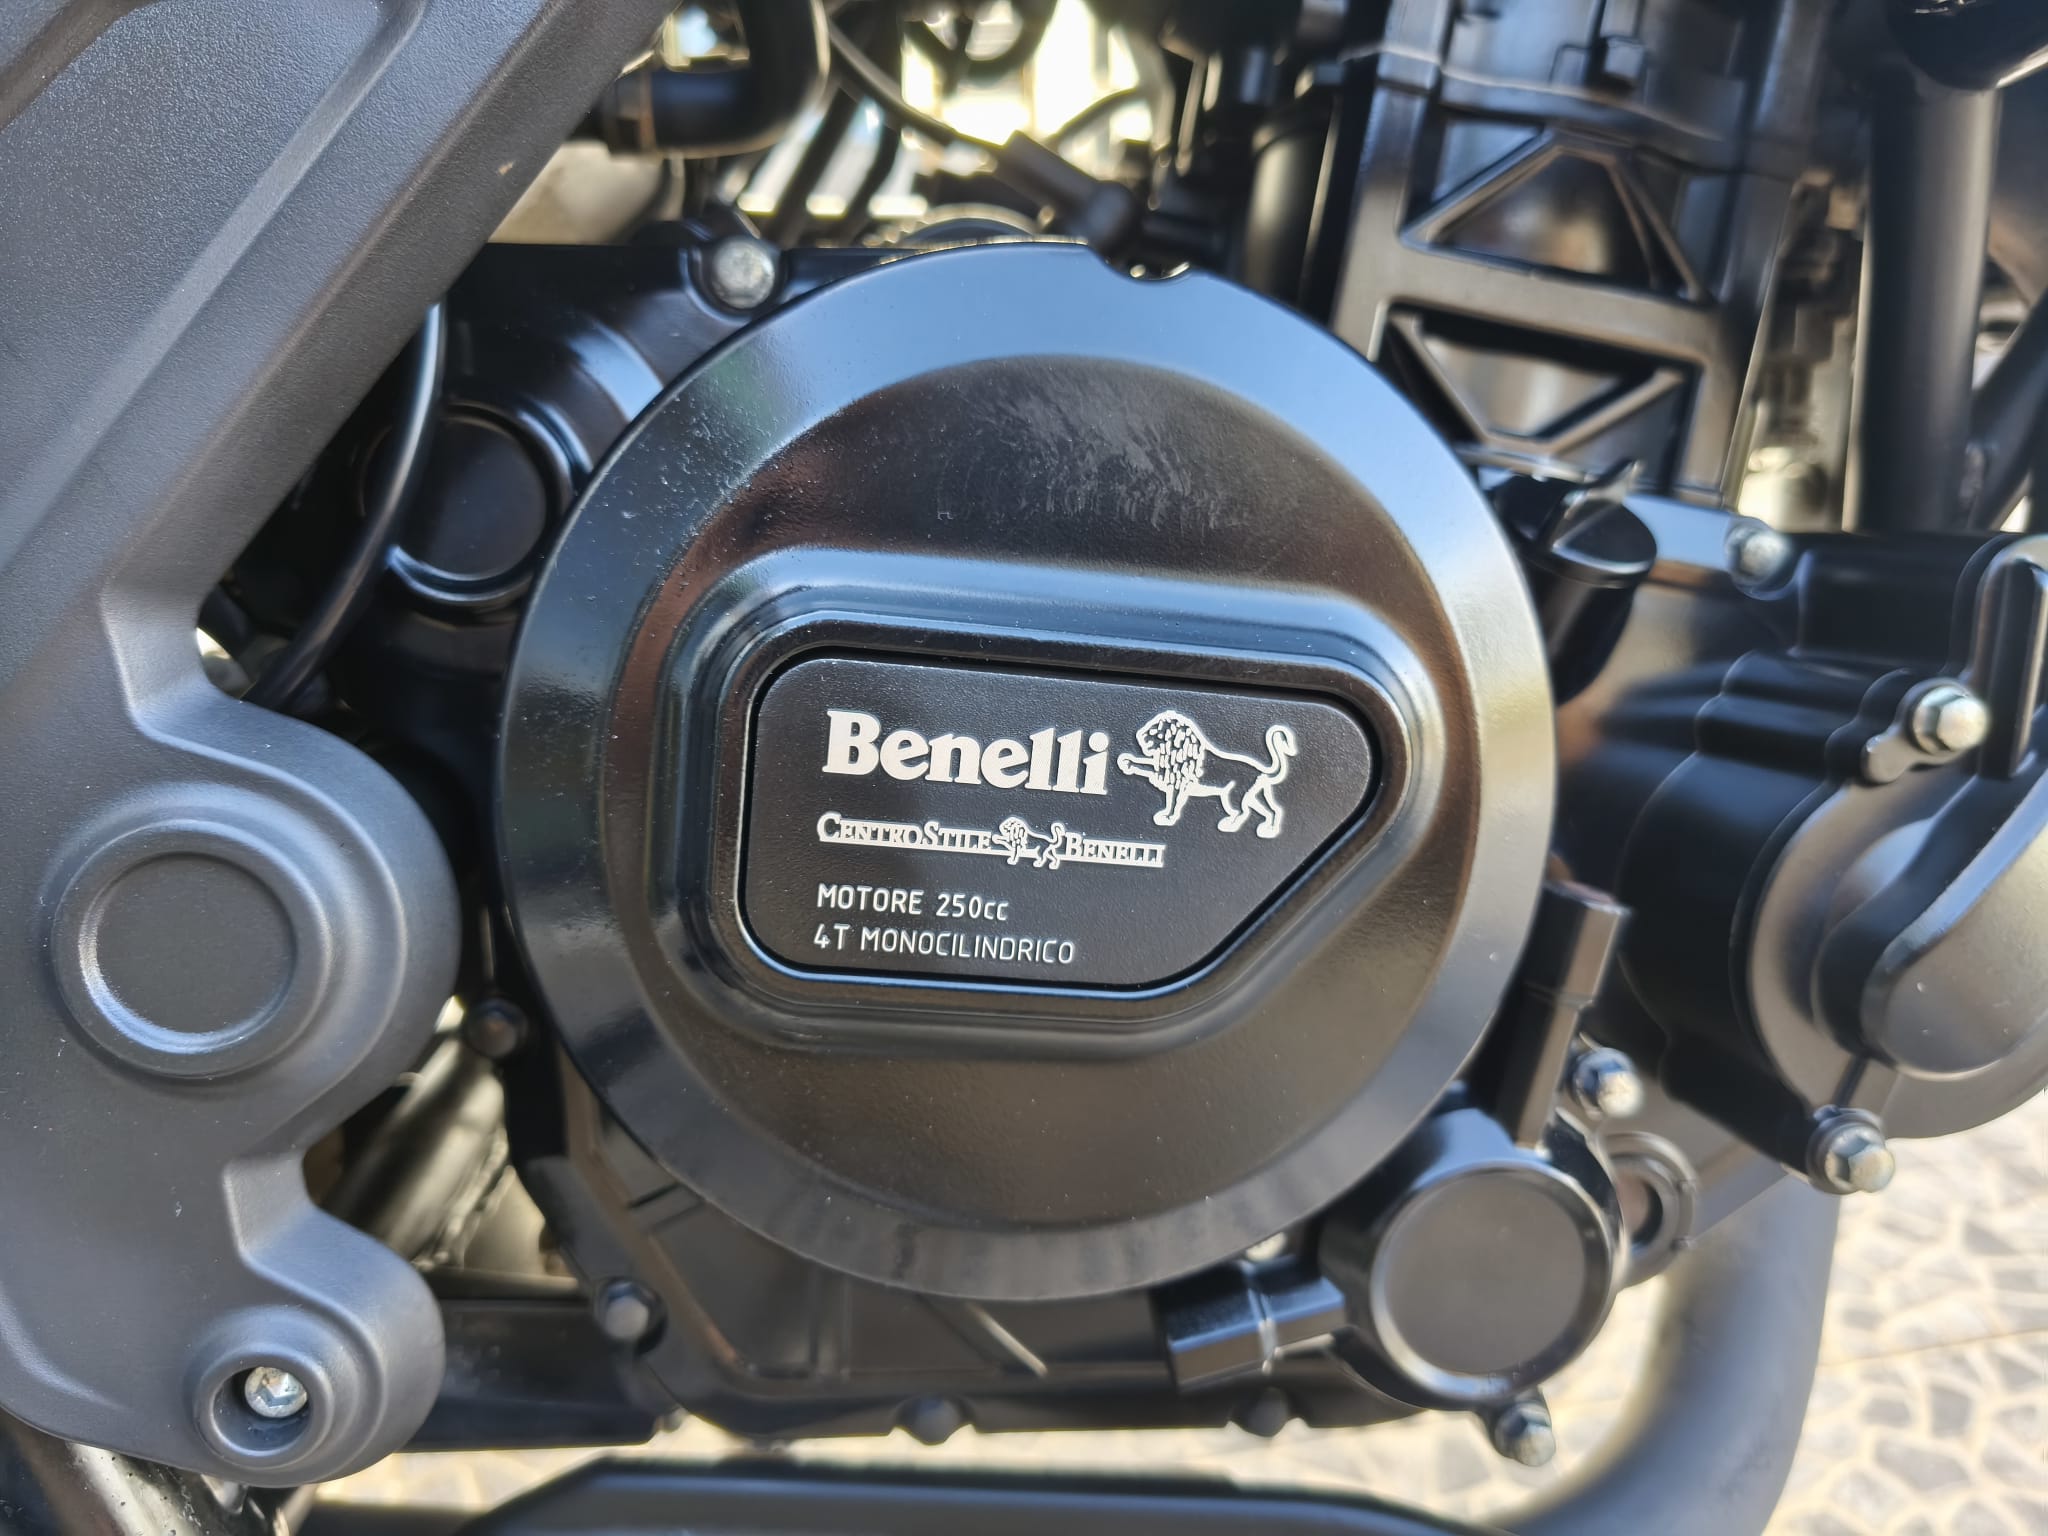 Benelli
CENTROSTILE BENELLI
MOTORE 250cc
4T MONOCILINDRICO